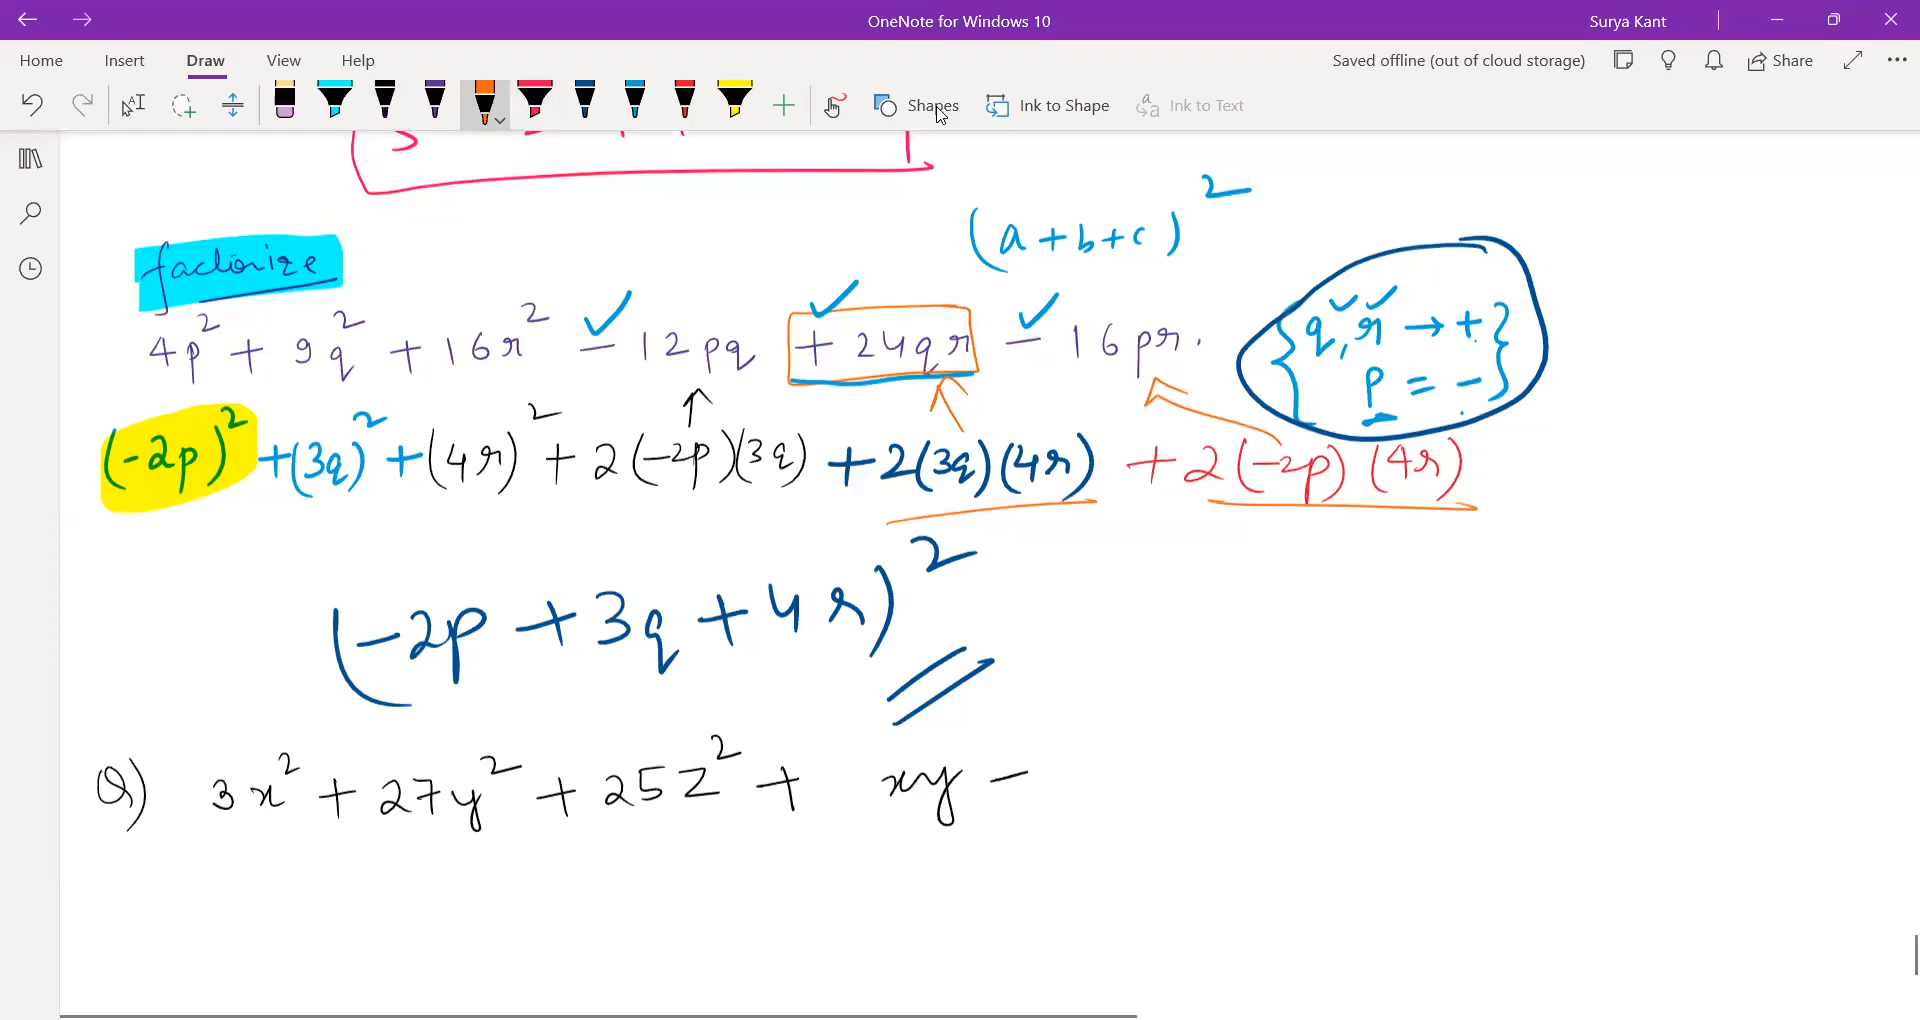 OneNote for Windows 10
Surya Kant
Home Insert Draw View Help
Saved offline (out of cloud storage)
Share
Shapes
Ink to Shape
Ink to Text
(a+b+c)²
factorize
4p² + 9q² + 16r² - 12pq + 24qr - 16pr.
{q, r → +
p = -}
(-2p)² + (3q)² + (4r)² + 2(-2p)(3q) + 2(3q)(4r) + 2(-2p)(4r)
(-2p + 3q + 4r)²
Q) 3x² + 27y² + 25z² + xy -